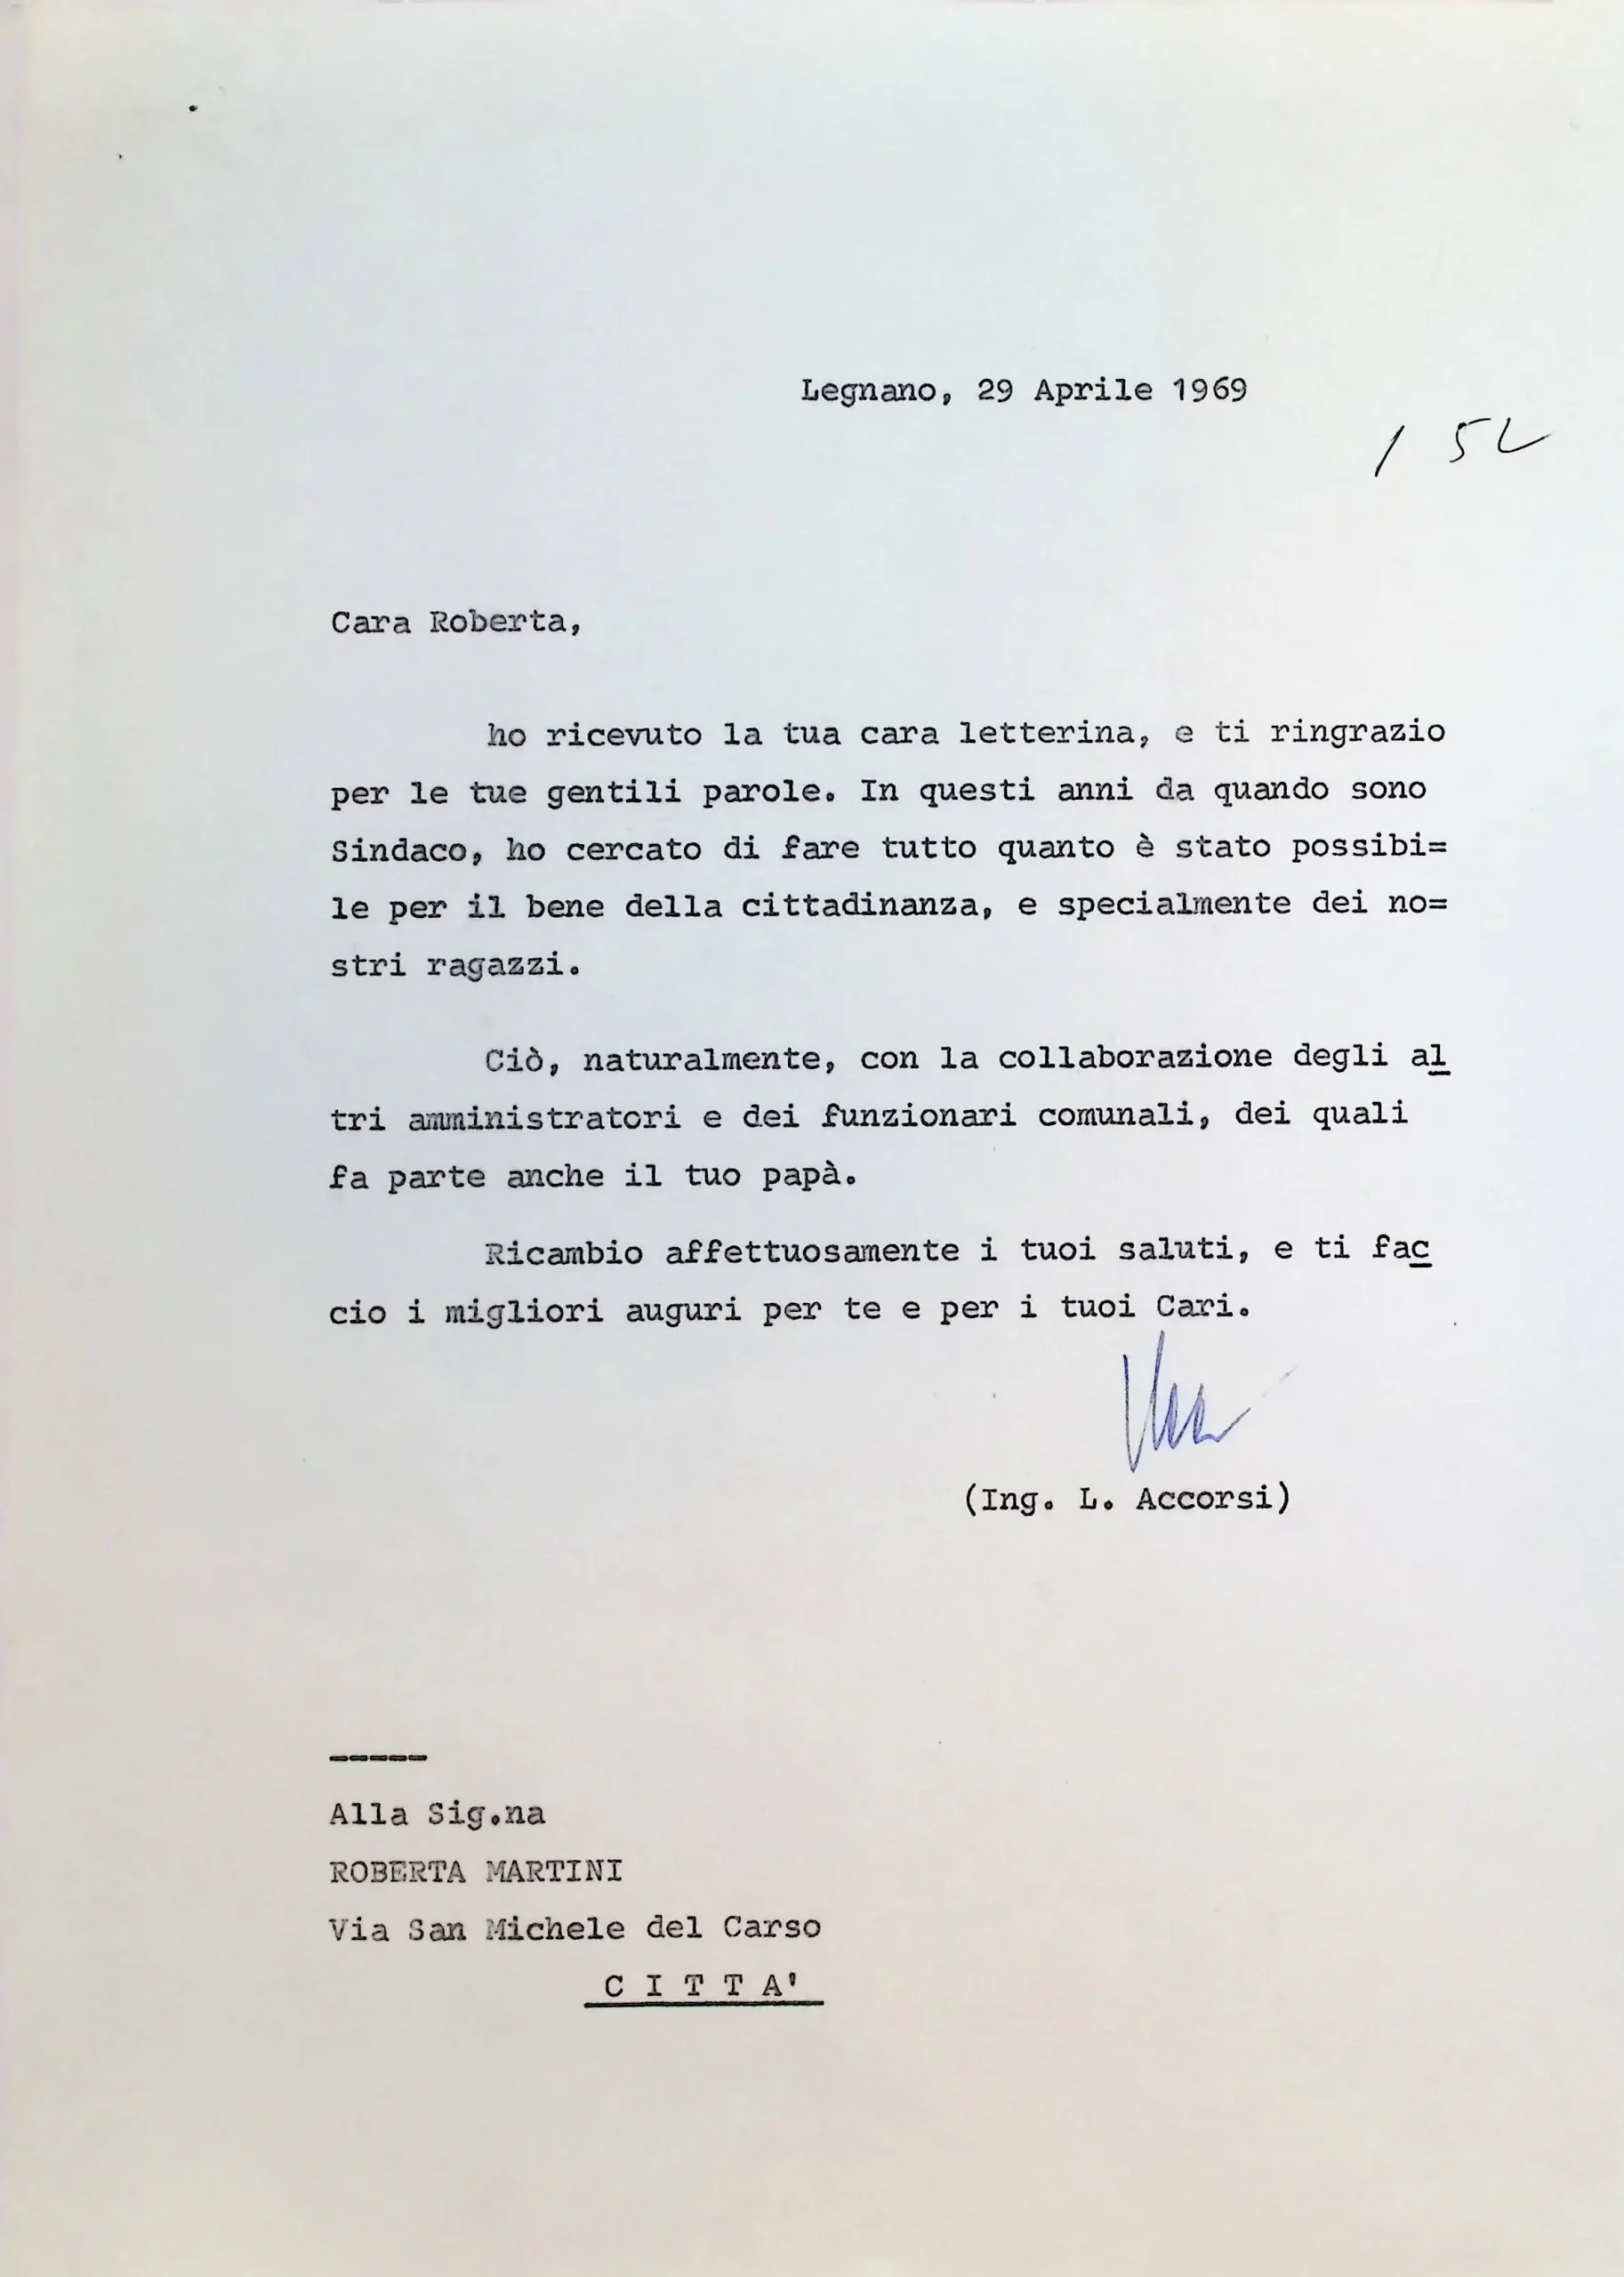 Legnano, 29 Aprile 1969
152
Cara Roberta,
ho ricevuto la tua cara letterina, e ti ringrazio
per le tue gentili parole. In questi anni da quando sono
Sindaco, ho cercato di fare tutto quanto è stato possibi=
le per il bene della cittadinanza, e specialmente dei no=
stri ragazzi.
Ciò, naturalmente, con la collaborazione degli al
tri amministratori e dei funzionari comunali, dei quali
fa parte anche il tuo papà.
Ricambio affettuosamente i tuoi saluti, e ti fac
cio i migliori auguri per te e per i tuoi Cari.
(Ing. L. Accorsi)
-----
Alla Sig.na
ROBERTA MARTINI
Via San Michele del Carso
C I T T A'